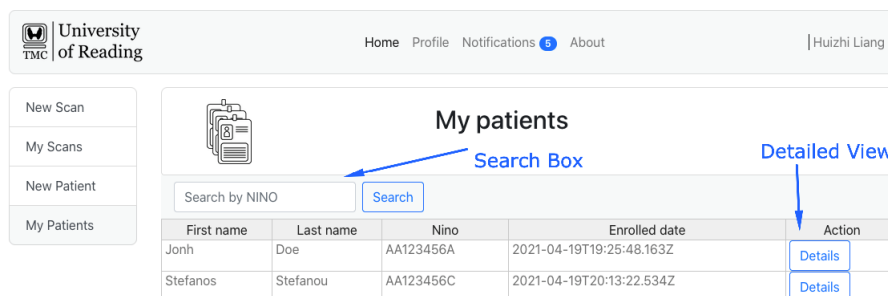 University
of Reading
TMC
Home Profile Notifications 5 About
Huizhi Liang
New Scan
My Scans
New Patient
My Patients
My patients
Search Box
Detailed View
Search by NINO
Search
First name Last name Nino Enrolled date Action
Jonh Doe AA123456A 2021-04-19T19:25:48.163Z Details
Stefanos Stefanou AA123456C 2021-04-19T20:13:22.534Z Details